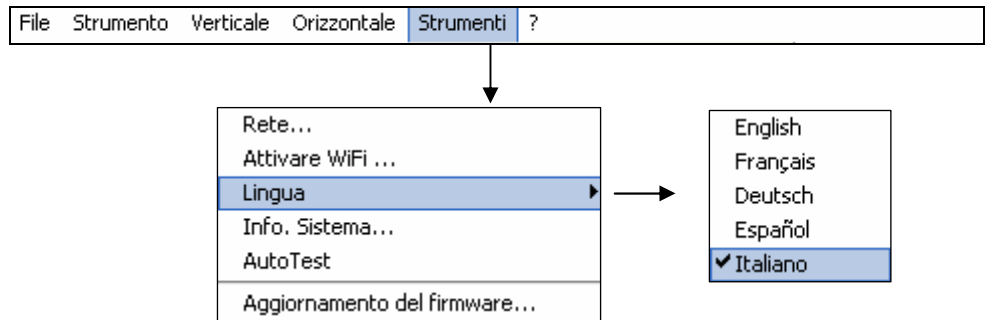 File Strumento Verticale Orizzontale Strumenti ?
Rete...
Attivare WiFi ...
Lingua
Info. Sistema...
AutoTest
Aggiornamento del firmware...
English
Français
Deutsch
Español
Italiano